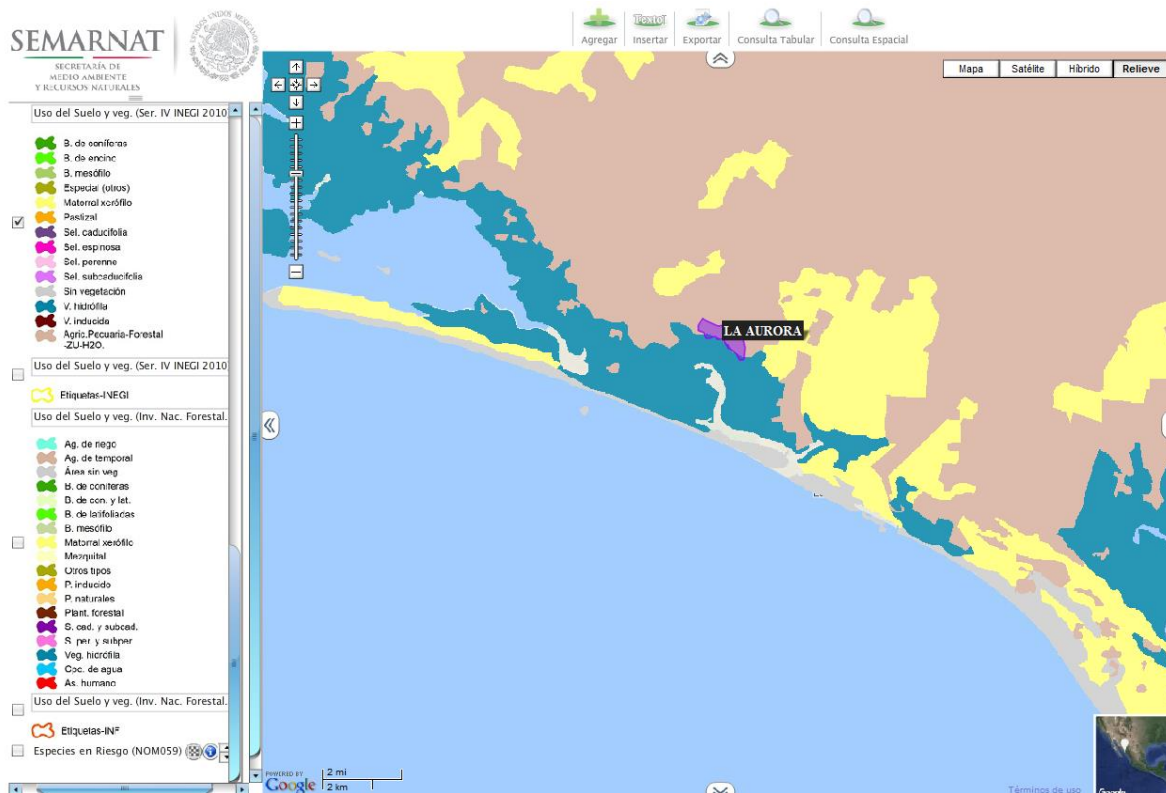 SEMARNAT
SECRETARÍA DE
MEDIO AMBIENTE
Y RECURSOS NATURALES
ESTADOS UNIDOS MEXICANOS
Texto
Agregar
Insertar
Exportar
Consulta Tabular
Consulta Espacial
Mapa
Satélite
Híbrido
Relieve
Uso del Suelo y veg. (Ser. IV INEGI 2010
B. de coníferas
B. de encino
B. mesófilo
Especial (otros)
Matorral xerófilo
Pastizal
Sel. caducifolia
Sel. espinosa
Sel. perenne
Sel. subcaducifolia
Sin vegetación
V. hidrófila
V. inducida
Agric.Pecuaria-Forestal
-ZU-H2O.
Uso del Suelo y veg. (Ser. IV INEGI 2010
Etiquetas-INEGI
Uso del Suelo y veg. (Inv. Nac. Forestal.
Ag. de riego
Ag. de temporal
Área sin veg
B. de coníferas
B. de con. y lat.
B. de latifoliadas
B. mesófilo
Matorral xerófilo
Mezquital
Otros tipos
P. inducido
P. naturales
Plant. forestal
S. cad. y subcad.
S. per. y subper.
Veg. hidrófila
Cpo. de agua
As. humano
Uso del Suelo y veg. (Inv. Nac. Forestal.
Etiquetas-INF
Especies en Riesgo (NOM059)
LA AURORA
POWERED BY
Google
2 mi
2 km
Términos de uso
Google